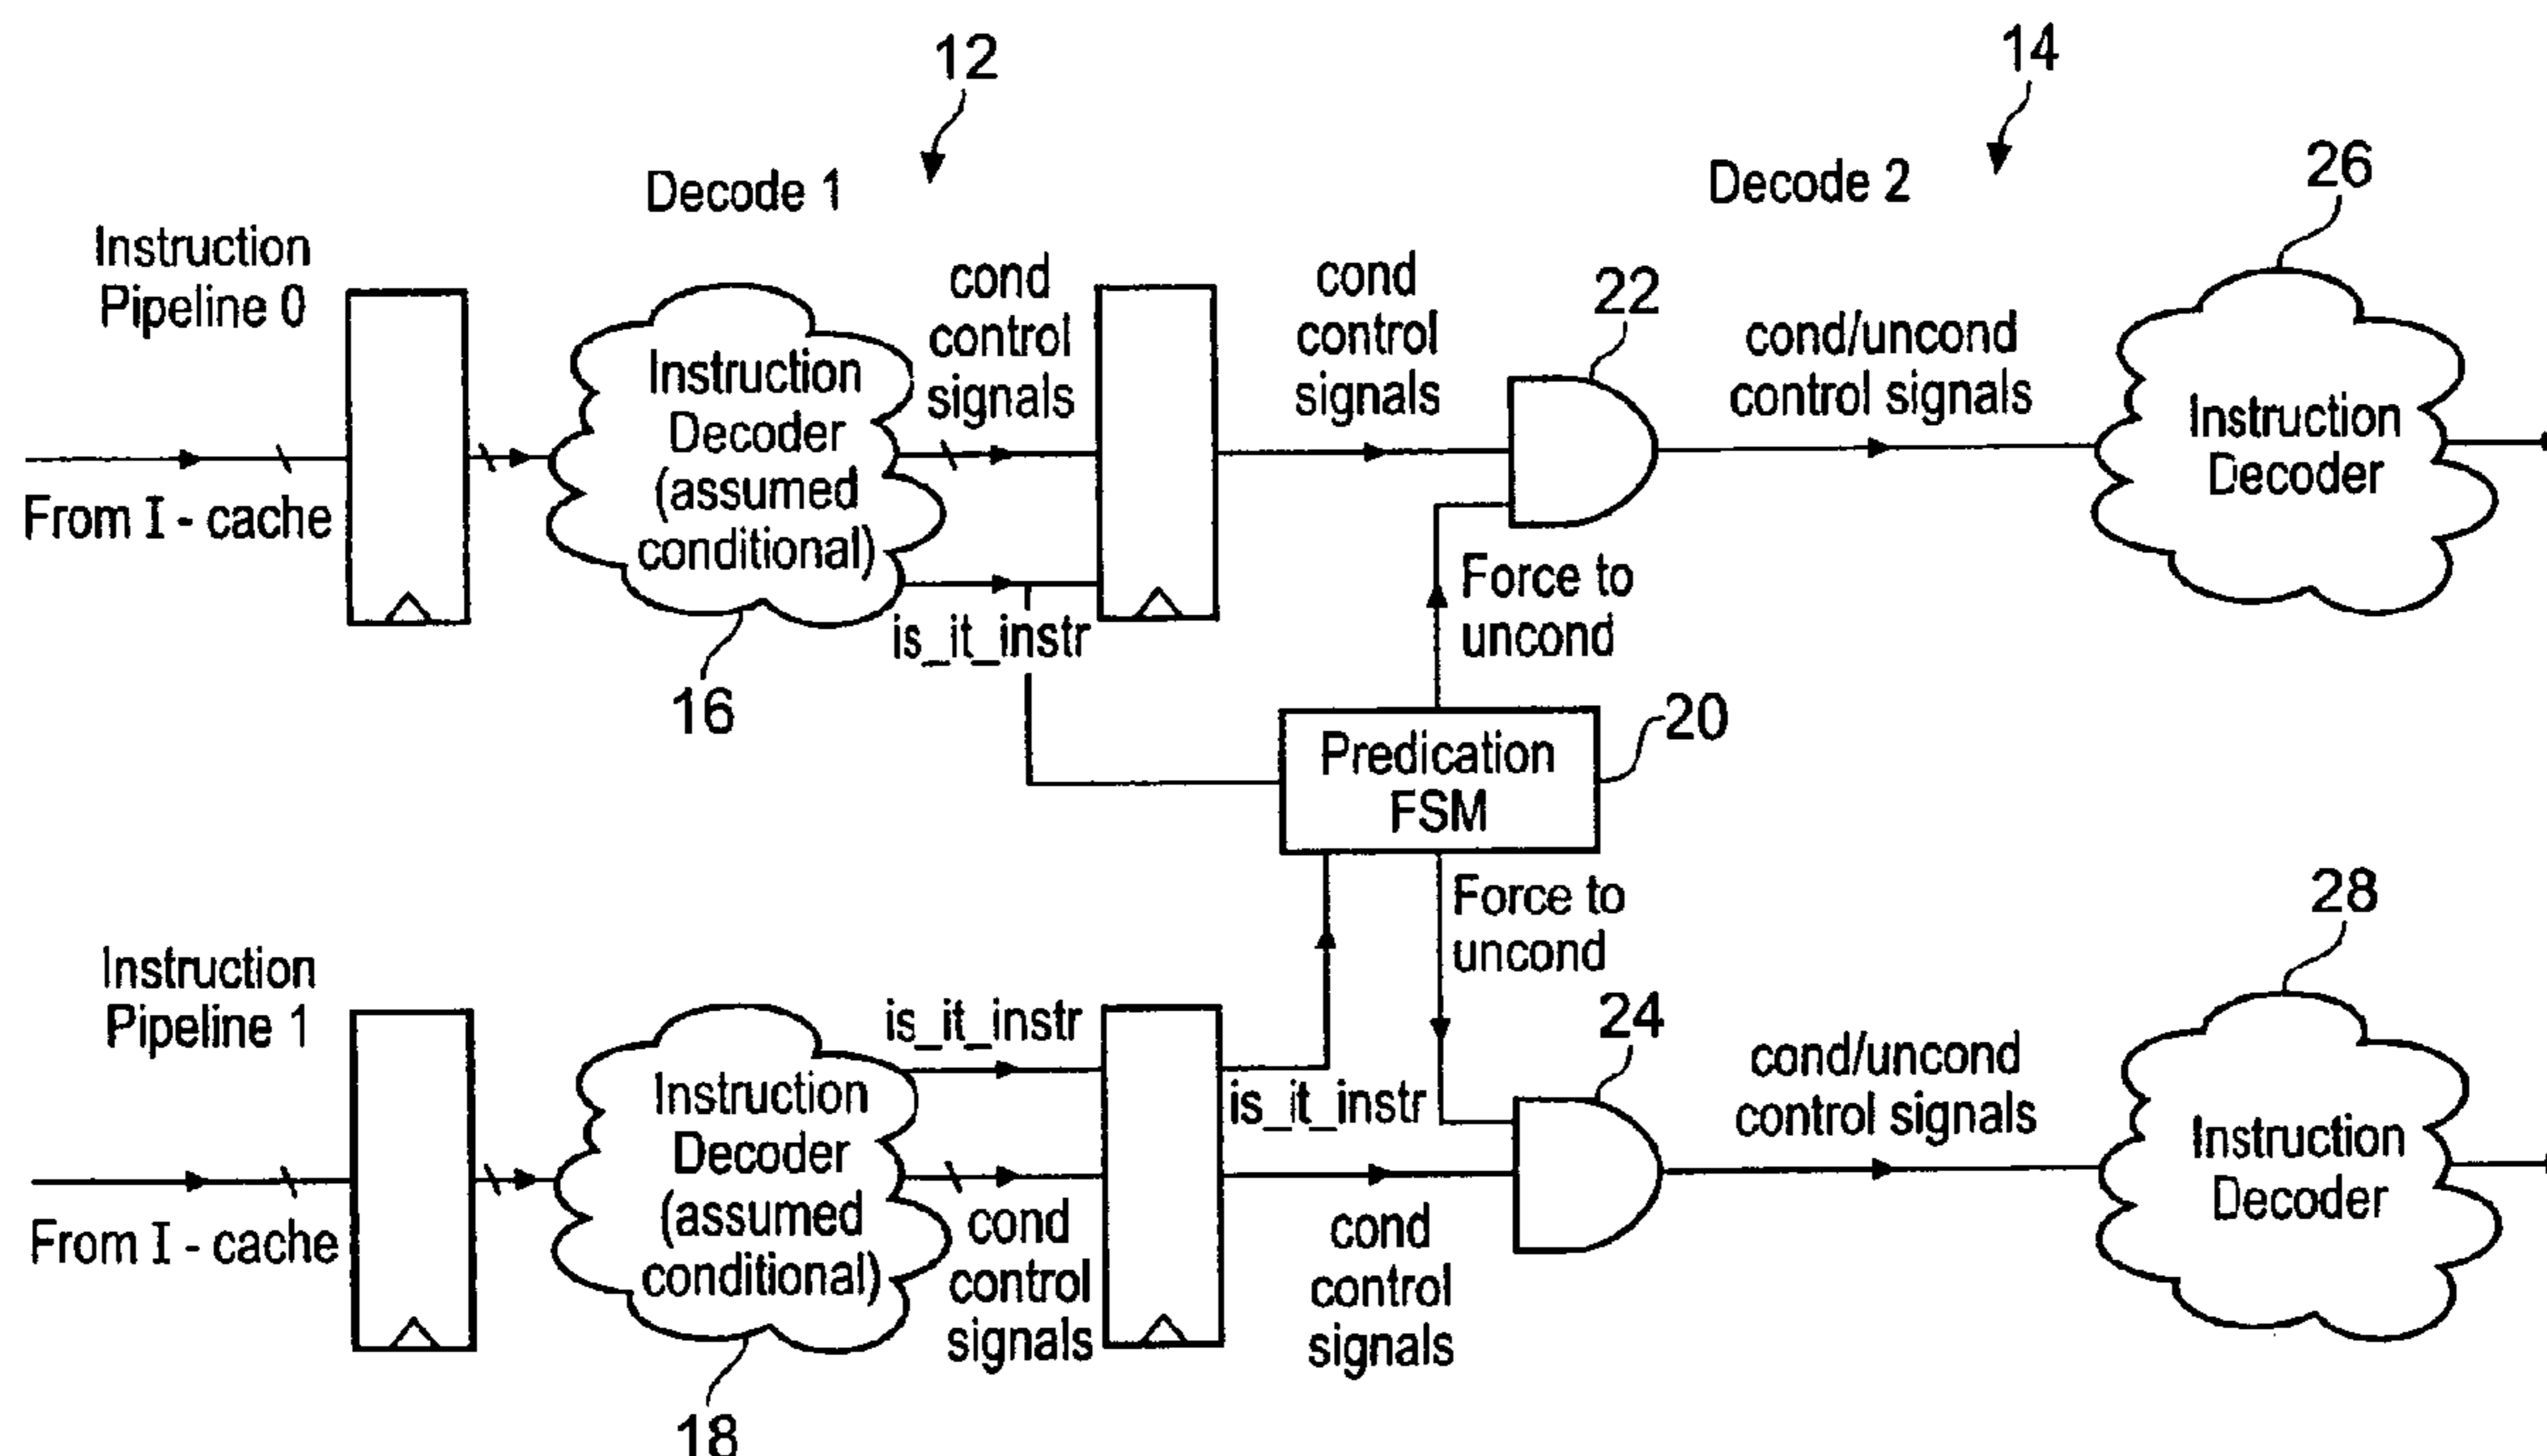 12
14
Decode 1
Decode 2
26
Instruction
Pipeline 0
cond
control
signals
cond
control
signals
22
cond/uncond
control signals
Instruction
Decoder
(assumed
conditional)
Instruction
Decoder
From I - cache
is_it_instr
Force to
uncond
16
Predication
FSM
20
Force to
uncond
28
Instruction
Pipeline 1
is_it_instr
24
is_it_instr
cond/uncond
control signals
Instruction
Decoder
(assumed
conditional)
Instruction
Decoder
From I - cache
cond
control
signals
cond
control
signals
18